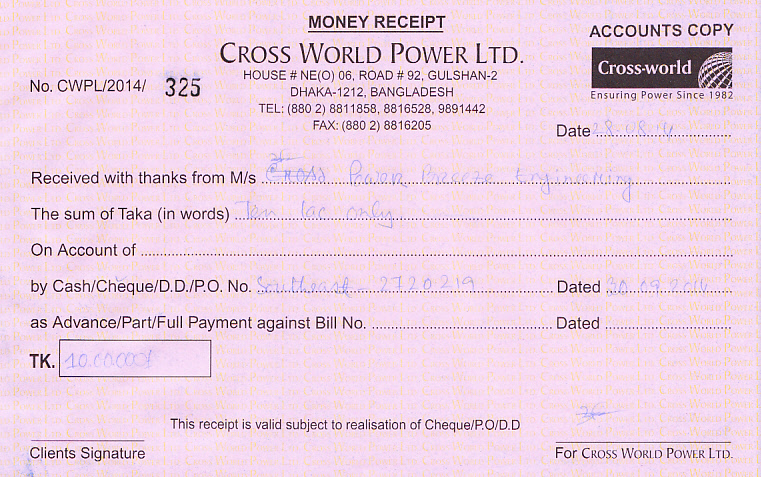 MONEY RECEIPT
ACCOUNTS COPY
CROSS WORLD POWER LTD.
Cross-world
Ensuring Power Since 1982
No. CWPL/2014/ 325
HOUSE # NE(O) 06, ROAD # 92, GULSHAN-2
DHAKA-1212, BANGLADESH
TEL: (880 2) 8811858, 8816528, 9891442
FAX: (880 2) 8816205
Date 28.08.14
Received with thanks from M/s Power Breeze Engineering
The sum of Taka (in words) Ten lac only
On Account of
by Cash/Cheque/D.D./P.O. No. Southeast - 2720219 Dated 30.09.2014
as Advance/Part/Full Payment against Bill No. Dated
TK. 10.00000/
This receipt is valid subject to realisation of Cheque/P.O/D.D
Clients Signature
For CROSS WORLD POWER LTD.